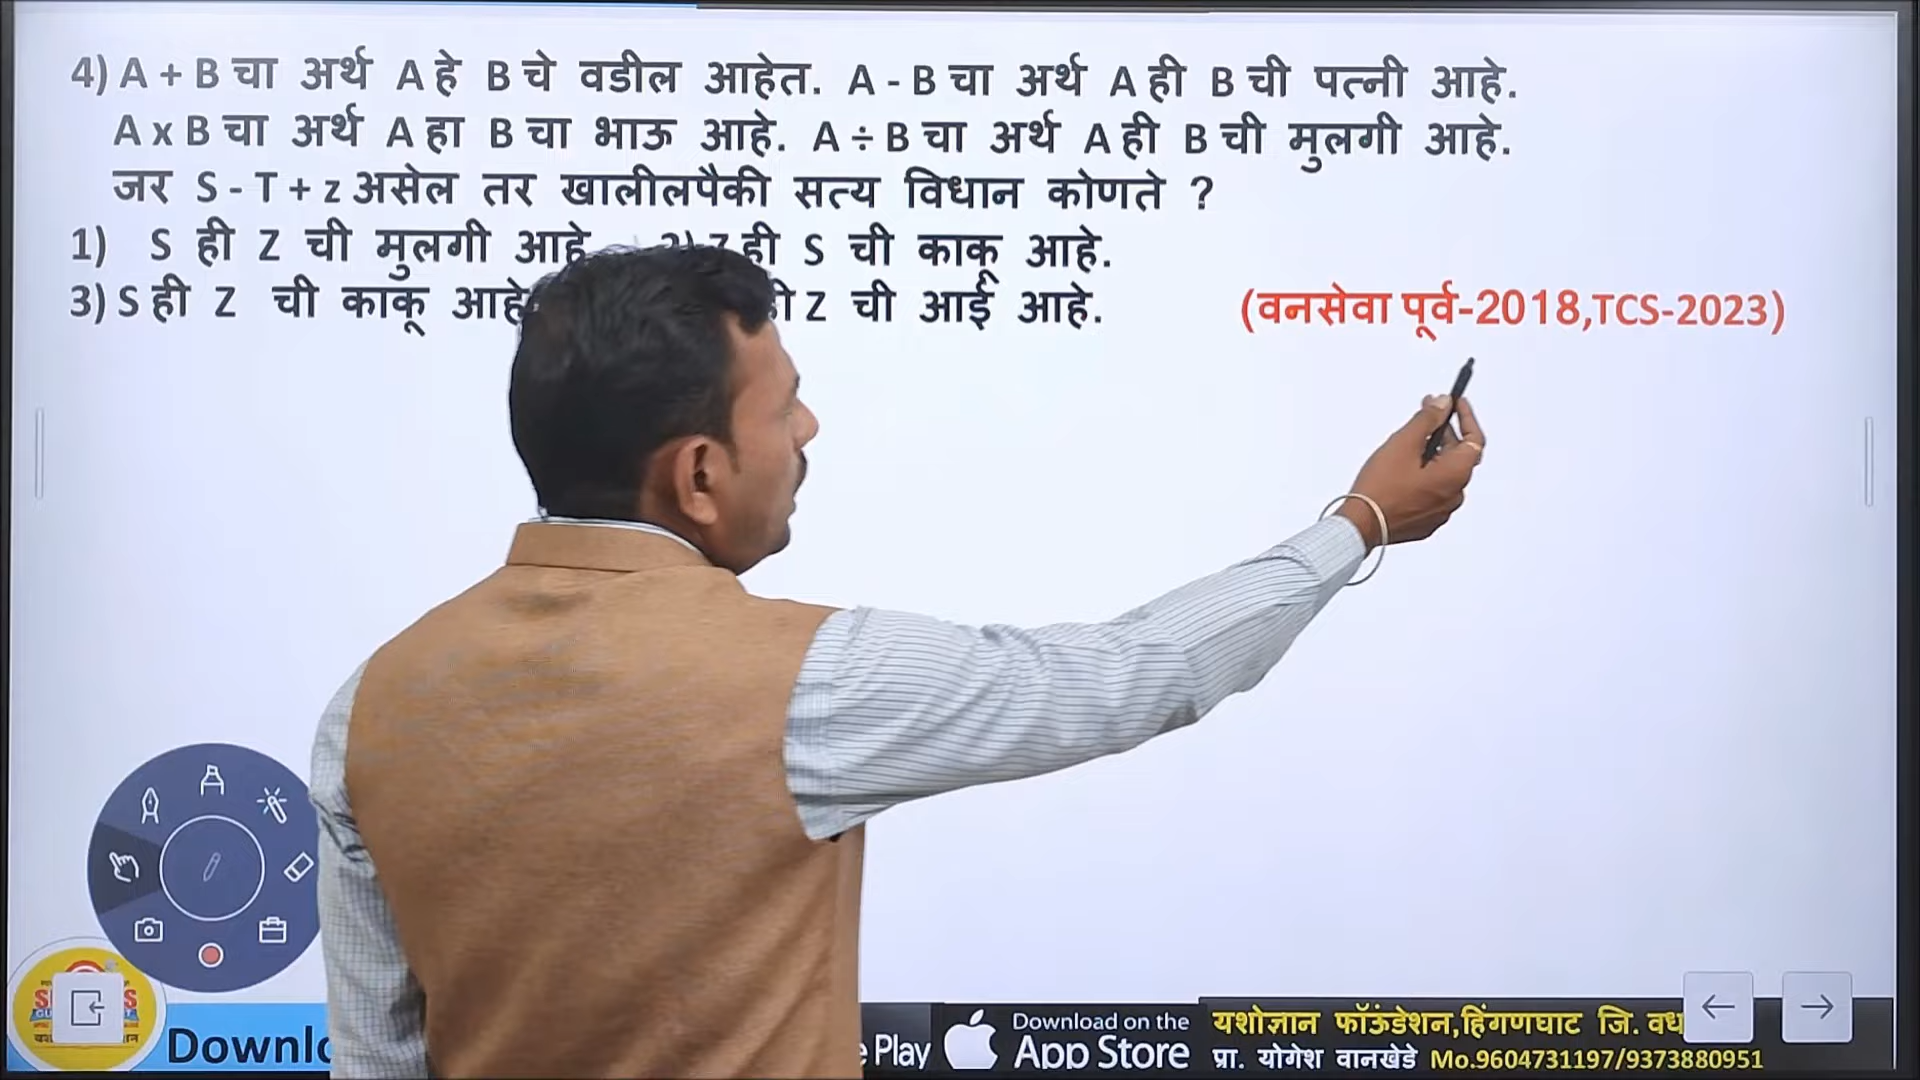 4) A + B चा अर्थ A हे B चे वडील आहेत. A - B चा अर्थ A ही B ची पत्नी आहे.
A x B चा अर्थ A हा B चा भाऊ आहे. A ÷ B चा अर्थ A ही B ची मुलगी आहे.
जर S - T + z असेल तर खालीलपैकी सत्य विधान कोणते ?
1) S ही Z ची मुलगी आहे ही S ची काकू आहे.
3) S ही Z ची काकू आहे Z ची आई आहे.
(वनसेवा पूर्व-2018,TCS-2023)
Download on the
App Store
Play
यशोज्ञान फॉऊंडेशन,हिंगणघाट जि.
प्रा. योगेश वानखेडे Mo.9604731197/9373880951